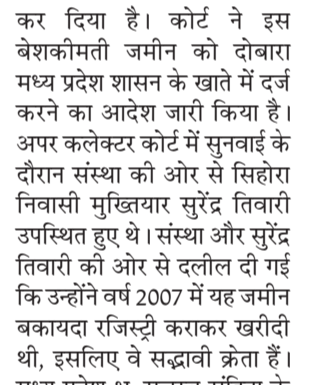 कर दिया है। कोर्ट ने इस
बेशकीमती जमीन को दोबारा
मध्य प्रदेश शासन के खाते में दर्ज
करने का आदेश जारी किया है।
अपर कलेक्टर कोर्ट में सुनवाई के
दौरान संस्था की ओर से सिहोरा
निवासी मुख्तियार सुरेंद्र तिवारी
उपस्थित हुए थे। संस्था और सुरेंद्र
तिवारी की ओर से दलील दी गई
कि उन्होंने वर्ष 2007 में यह जमीन
बकायदा रजिस्ट्री कराकर खरीदी
थी, इसलिए वे सद्भावी क्रेता हैं।